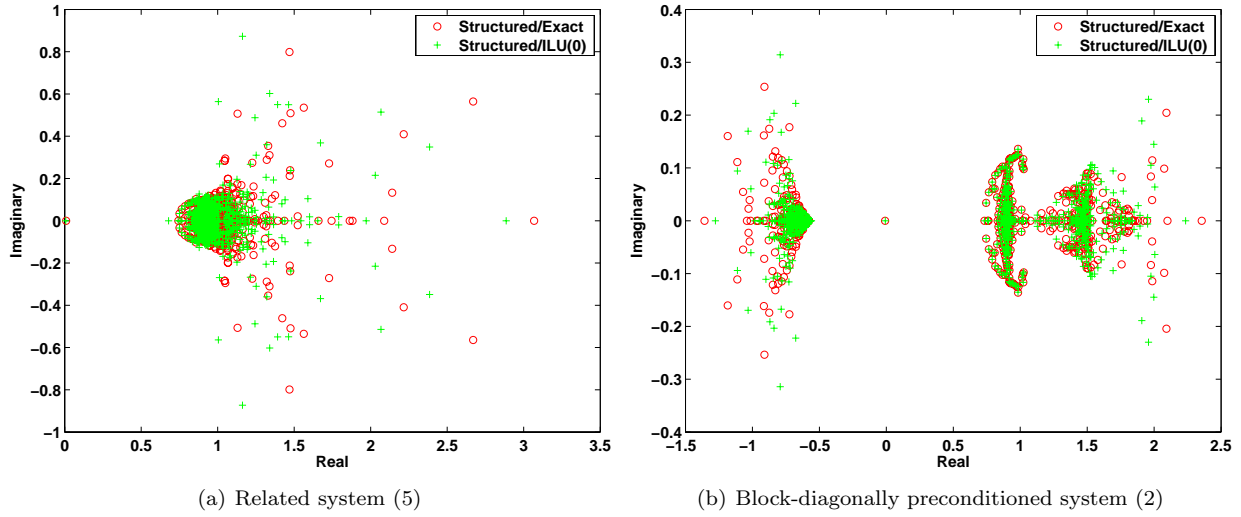 1
0.8
0.6
0.4
0.2
0
−0.2
−0.4
−0.6
−0.8
−1
Imaginary
0 0.5 1 1.5 2 2.5 3 3.5
Real
Structured/Exact
Structured/ILU(0)
(a) Related system (5)
0.4
0.3
0.2
0.1
0
−0.1
−0.2
−0.3
−0.4
Imaginary
−1.5 −1 −0.5 0 0.5 1 1.5 2 2.5
Real
Structured/Exact
Structured/ILU(0)
(b) Block-diagonally preconditioned system (2)